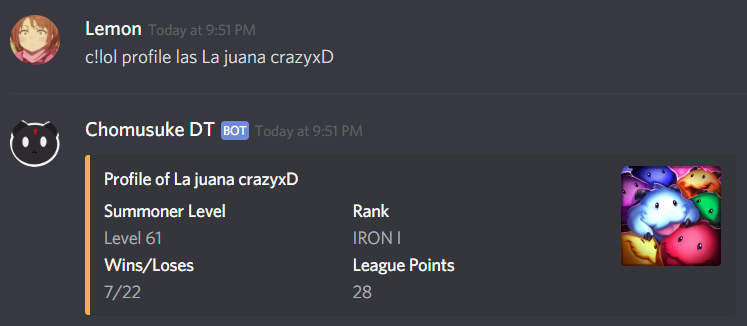 Lemon Today at 9:51 PM
c!lol profile las La juana crazyxD
Chomusuke DT BOT Today at 9:51 PM
Profile of La juana crazyxD
Summoner Level Rank
Level 61 IRON I
Wins/Loses League Points
7/22 28